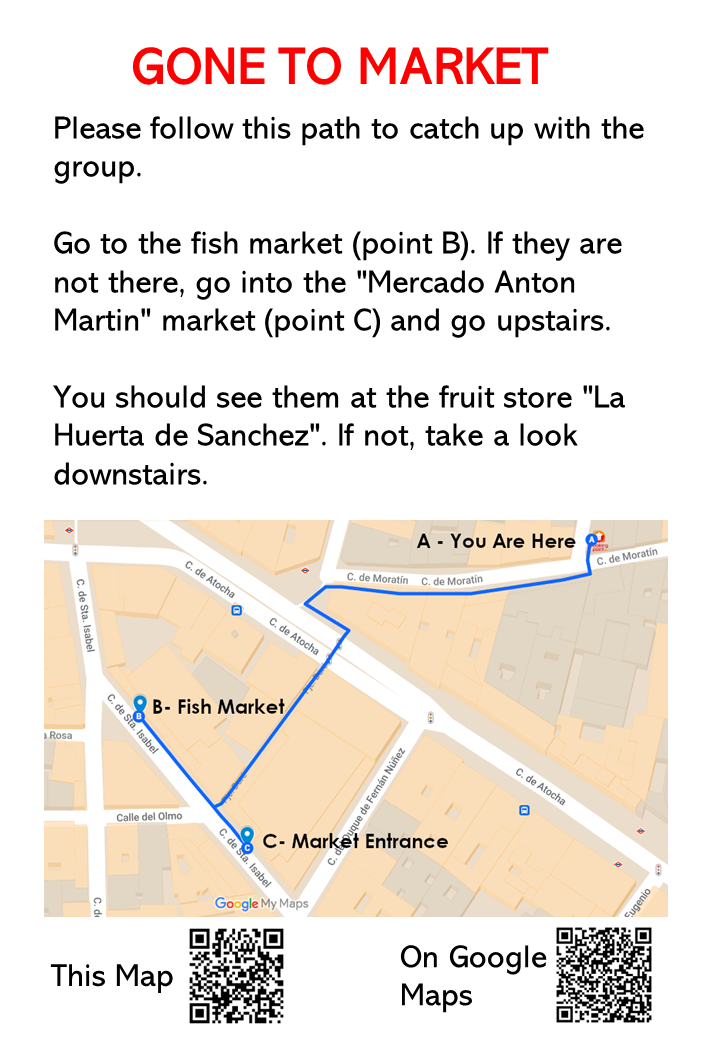 GONE TO MARKET
Please follow this path to catch up with the
group.
Go to the fish market (point B). If they are
not there, go into the "Mercado Anton
Martin" market (point C) and go upstairs.
You should see them at the fruit store "La
Huerta de Sanchez". If not, take a look
downstairs.
A - You Are Here
A
C. de Moratín
C. de Moratín
C. de Moratín
C. de Atocha
C. de Sta. Isabel
C. de Atocha
B- Fish Market
B
C. de Sta. Isabel
a Rosa
C. de Atocha
Calle del Olmo
C. de Sta. Isabel
C- Market Entrance
C
Duque de Fernán Núñez
Eugenio
C. de
Google My Maps
This Map
On Google
Maps